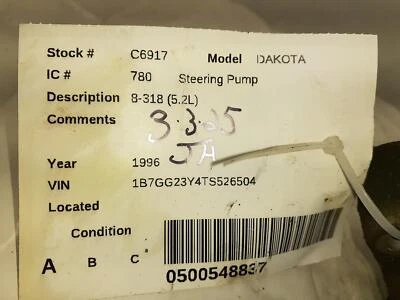 Stock # C6917 Model DAKOTA
IC # 780 Steering Pump
Description 8-318 (5.2L)
Comments 3-3-25
JA
Year 1996
VIN 1B7GG23Y4TS526504
Located
Condition
A B C
0500548837